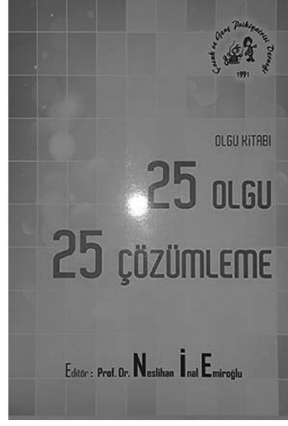 Çocuk ve Genç Psikiyatrisi Derneği
1991
OLGU KİTABI
25 OLGU
25 ÇÖZÜMLEME
Editör: Prof. Dr. Neslihan İnal Emiroğlu